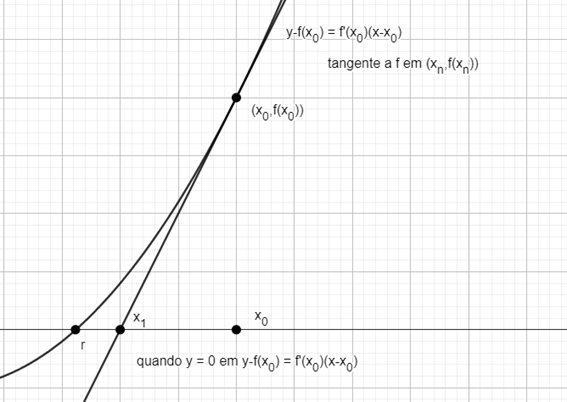 y-f(x₀) = f'(x₀)(x-x₀)
tangente a f em (xₙ,f(xₙ))
(x₀,f(x₀))
x₁
x₀
r
quando y = 0 em y-f(x₀) = f'(x₀)(x-x₀)